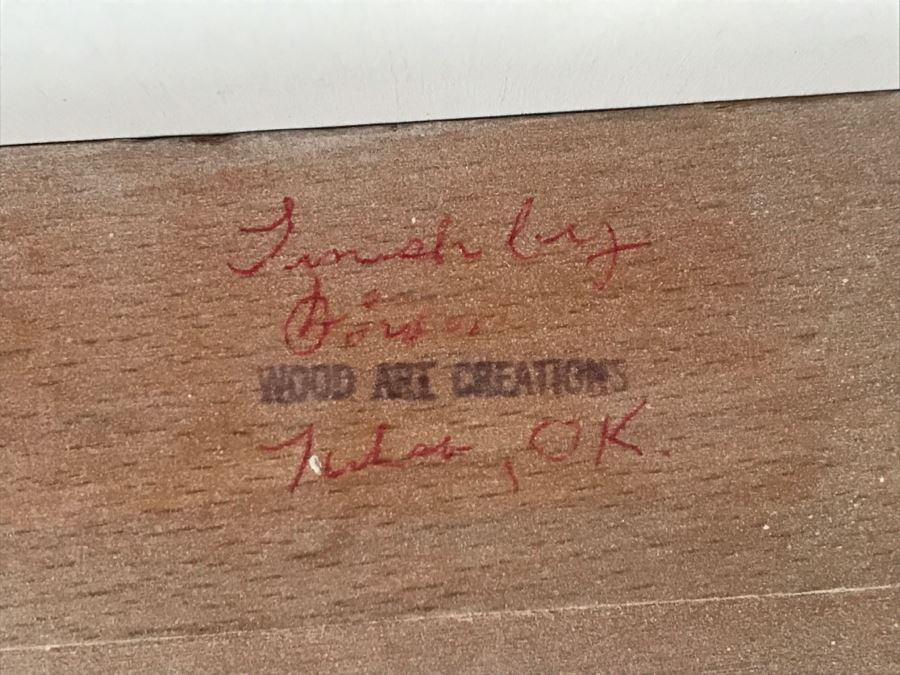 Finish by
WOOD ART CREATIONS
Tulsa, OK.